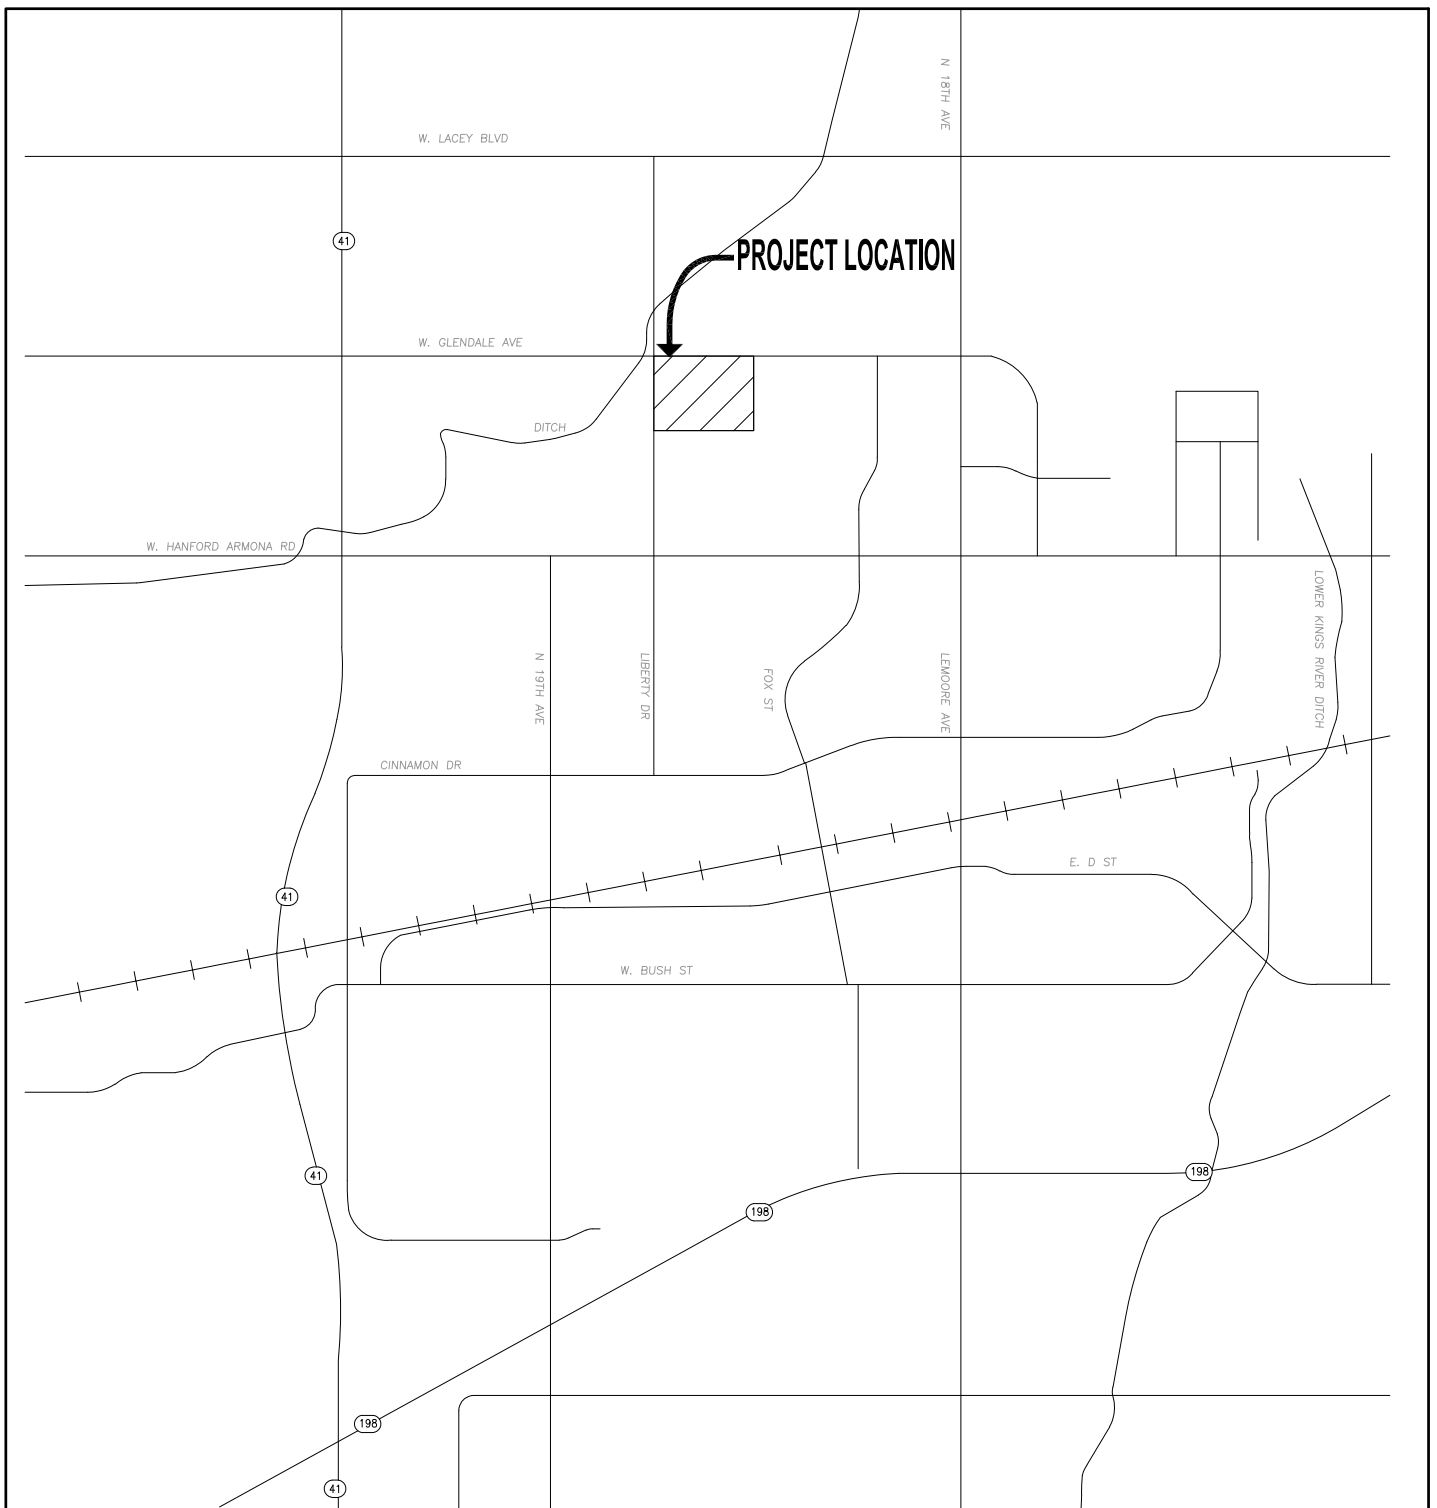 N 18TH AVE
W. LACEY BLVD
41
PROJECT LOCATION
W. GLENDALE AVE
DITCH
W. HANFORD ARMONA RD
LOWER KINGS RIVER DITCH
N 19TH AVE
LIBERTY DR
FOX ST
LEMOORE AVE
CINNAMON DR
E. D ST
41
W. BUSH ST
41
198
198
198
41